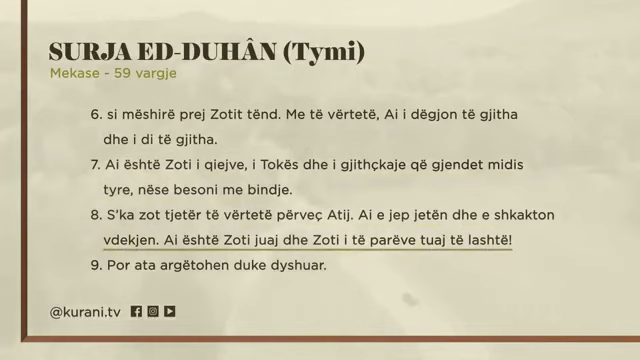 SURJA ED-DUHÂN (Tymi)
Mekase - 59 vargje
6. si mëshirë prej Zotit tënd. Me të vërtetë, Ai i dëgjon të gjitha
dhe i di të gjitha.
7. Ai është Zoti i qiejve, i Tokës dhe i gjithçkaje që gjendet midis
tyre, nëse besoni me bindje.
8. S'ka zot tjetër të vërtetë përveç Atij. Ai e jep jetën dhe e shkakton
vdekjen. Ai është Zoti juaj dhe Zoti i të parëve tuaj të lashtë!
9. Por ata argëtohen duke dyshuar.
@kurani.tv